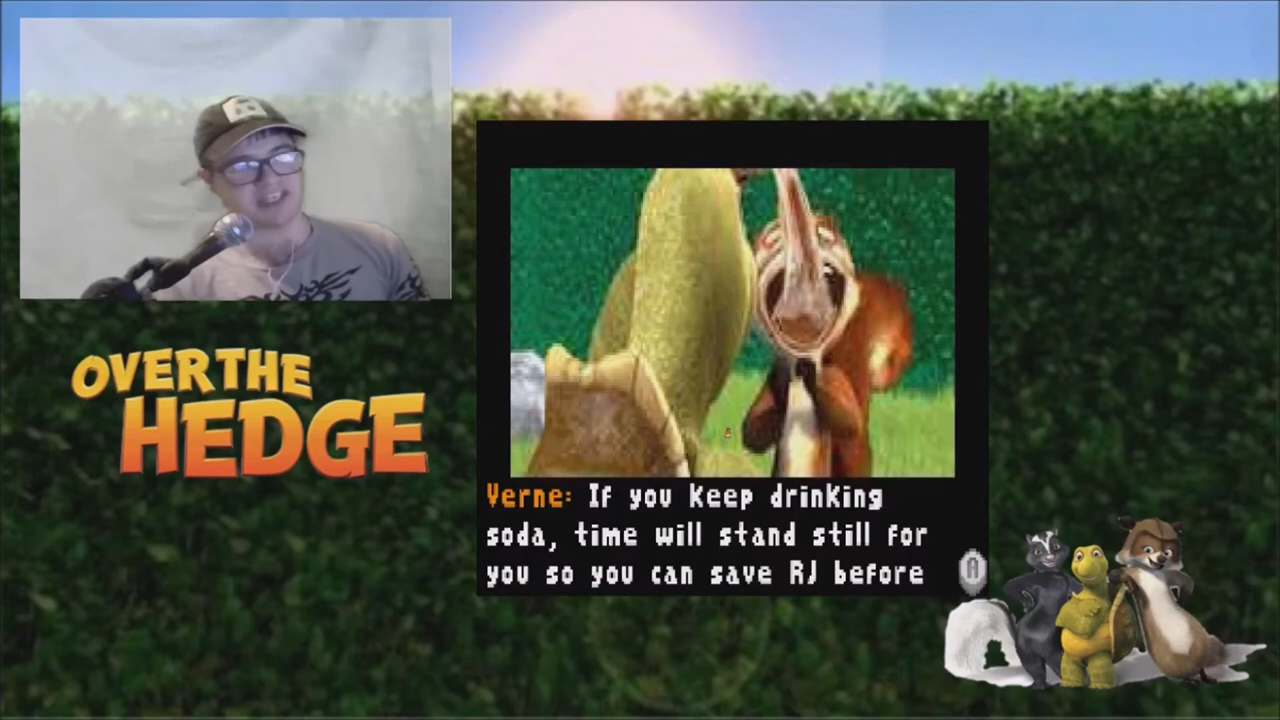 OVER THE
HEDGE
Verne: If you keep drinking
soda, time will stand still for
you so you can save RJ before
A